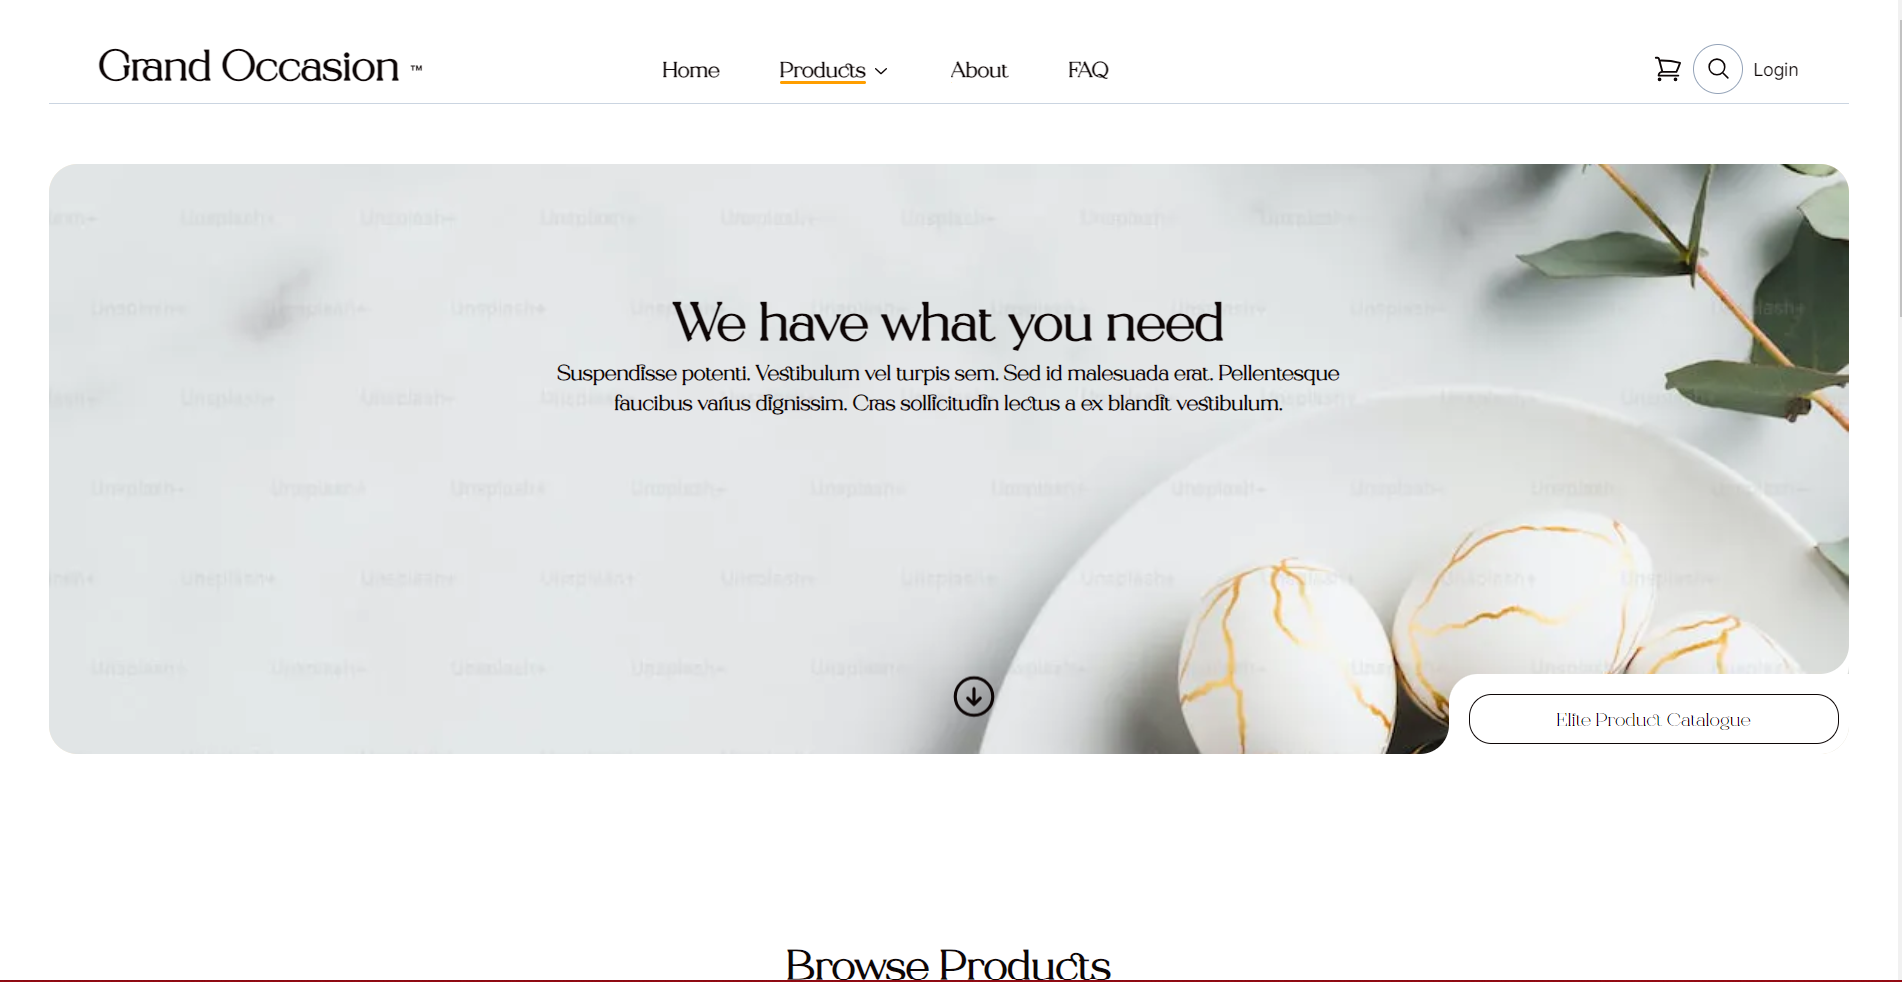 Grand Occasion ™
Home
Products
About
FAQ
Login
We have what you need
Suspendisse potenti. Vestibulum vel turpis sem. Sed id malesuada erat. Pellentesque
faucibus varius dignissim. Cras sollicitudin lectus a ex blandit vestibulum.
Elite Product Catalogue
Browse Products